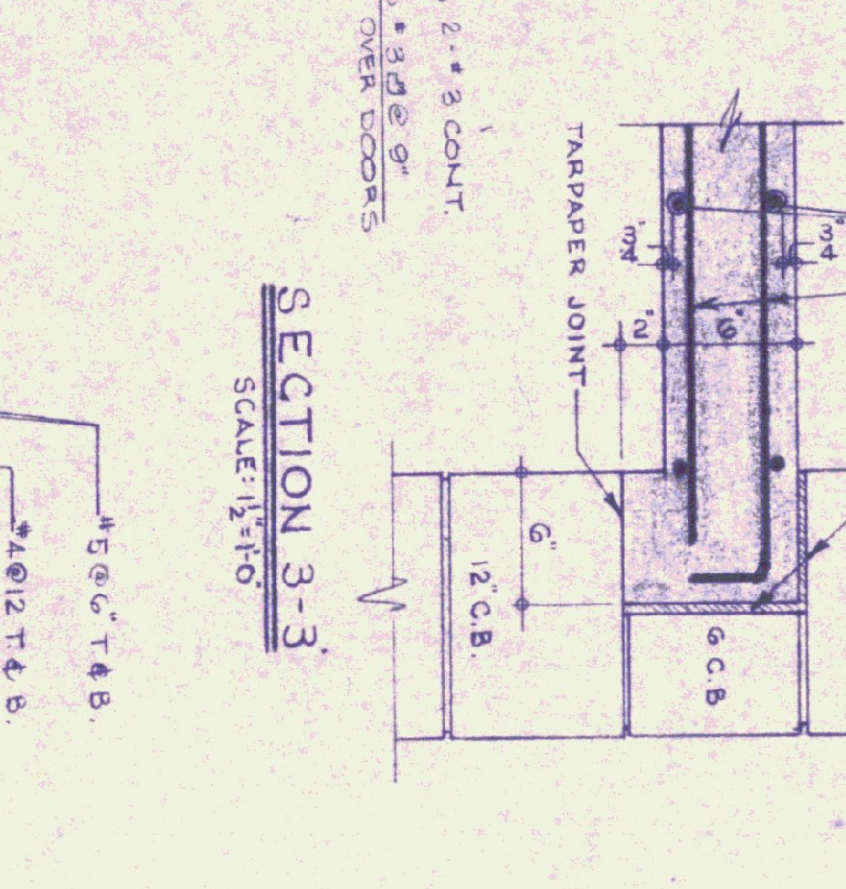 2-#3 CONT.
#3 @ 9"
OVER DOORS
TARPAPER JOINT
3/4"
3/4"
2"
6"
6"
12" C.B.
6 C.B
SECTION 3-3
SCALE: 1 1/2"=1'-0"
#5@6" T.& B.
#4@12 T.& B.